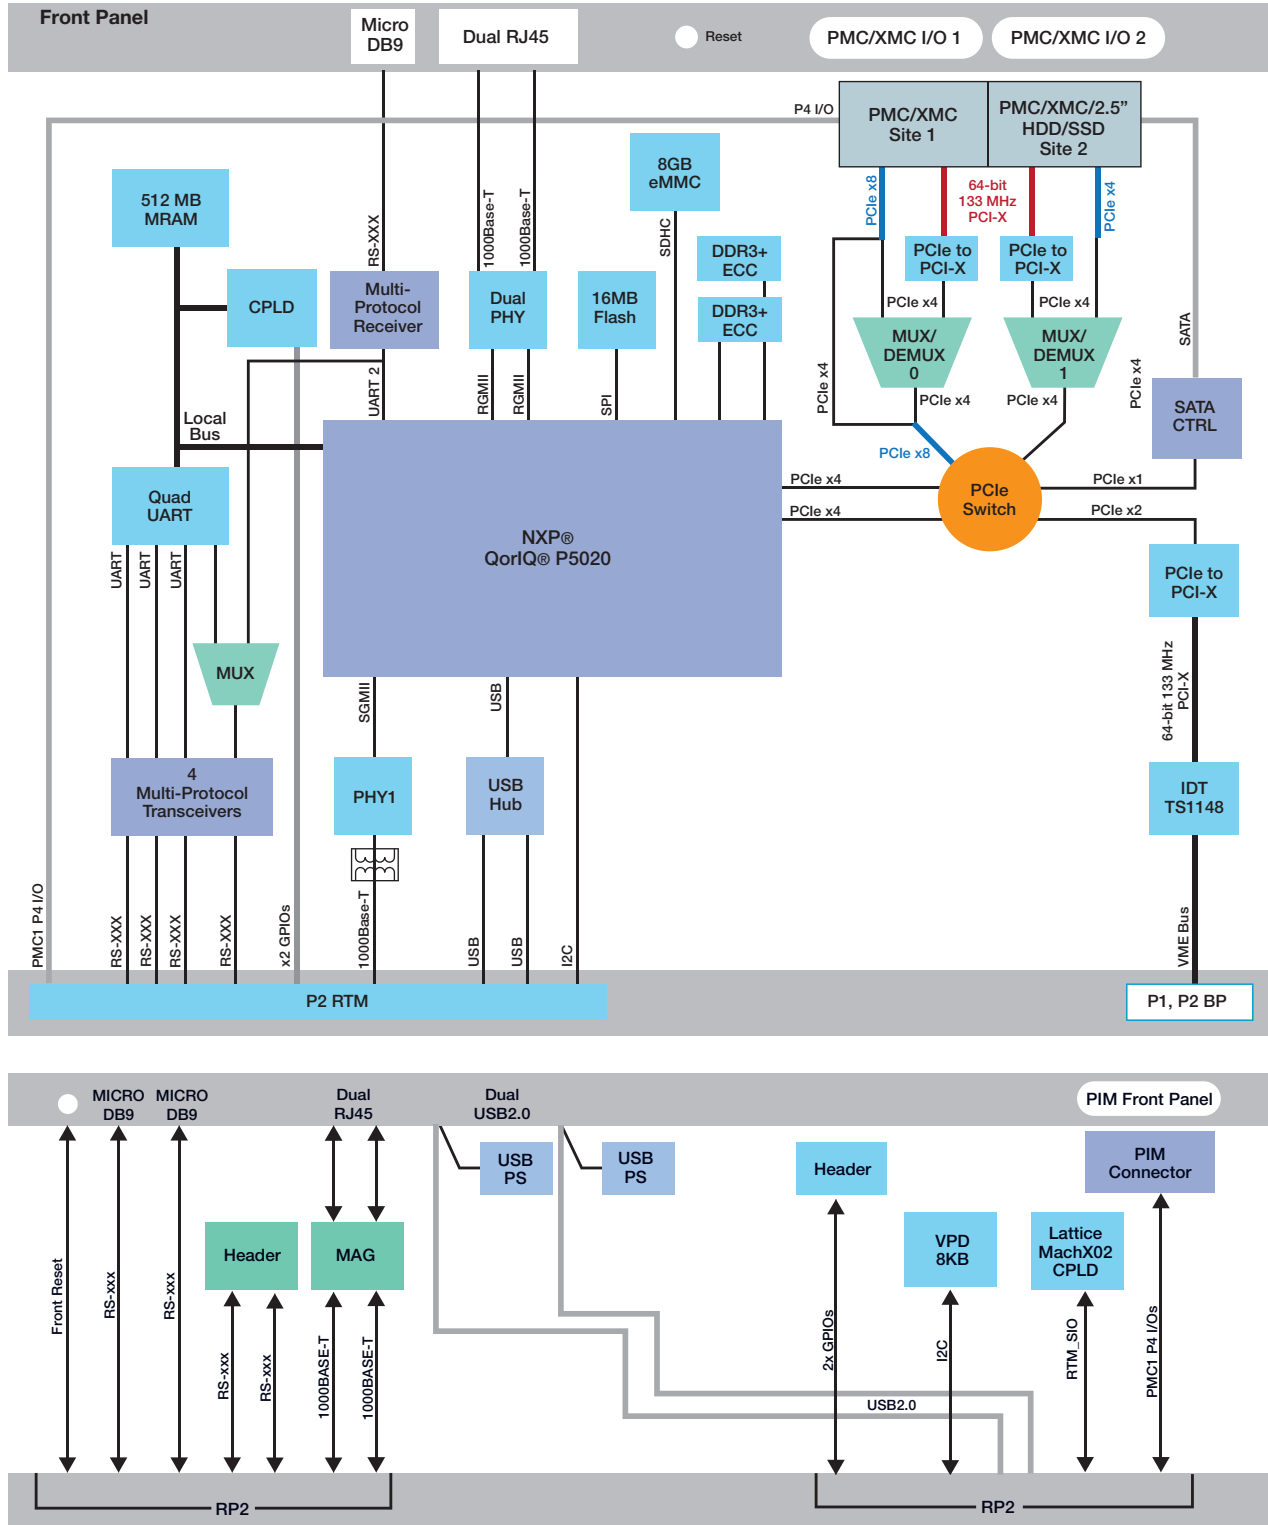 Front Panel
Micro
DB9
Dual RJ45
Reset
PMC/XMC I/O 1
PMC/XMC I/O 2
P4 I/O
PMC/XMC
Site 1
PMC/XMC/2.5”
HDD/SSD
Site 2
8GB
eMMC
512 MB
MRAM
RS-XXX
1000Base-T
1000Base-T
SDHC
PCIe x8
64-bit
133 MHz
PCI-X
PCIe x4
DDR3+
ECC
PCIe to
PCI-X
PCIe to
PCI-X
CPLD
Multi-
Protocol
Receiver
Dual
PHY
16MB
Flash
DDR3+
ECC
PCIe x4
PCIe x4
MUX/
DEMUX
0
MUX/
DEMUX
1
SATA
UART 2
RGMII
RGMII
SPI
PCIe x4
PCIe x4
PCIe x4
PCIe x4
SATA
CTRL
Local
Bus
PCIe x8
PCIe x4
PCIe x4
PCIe
Switch
PCIe x1
PCIe x2
Quad
UART
NXP®
QorIQ® P5020
UART
UART
UART
PCIe to
PCI-X
MUX
SGMII
USB
64-bit 133 MHz
PCI-X
4
Multi-Protocol
Transceivers
PHY1
USB
Hub
IDT
TS1148
PMC1 P4 I/O
RS-XXX
RS-XXX
RS-XXX
RS-XXX
x2 GPIOs
1000Base-T
USB
USB
I2C
VME Bus
P2 RTM
P1, P2 BP
MICRO
DB9
MICRO
DB9
Dual
RJ45
Dual
USB2.0
PIM Front Panel
USB
PS
USB
PS
Header
PIM
Connector
Header
MAG
VPD
8KB
Lattice
MachX02
CPLD
Front Reset
RS-xxx
RS-xxx
RS-xxx
RS-xxx
1000BASE-T
1000BASE-T
2x GPIOs
I2C
RTM_SIO
PMC1 P4 I/Os
USB2.0
RP2
RP2